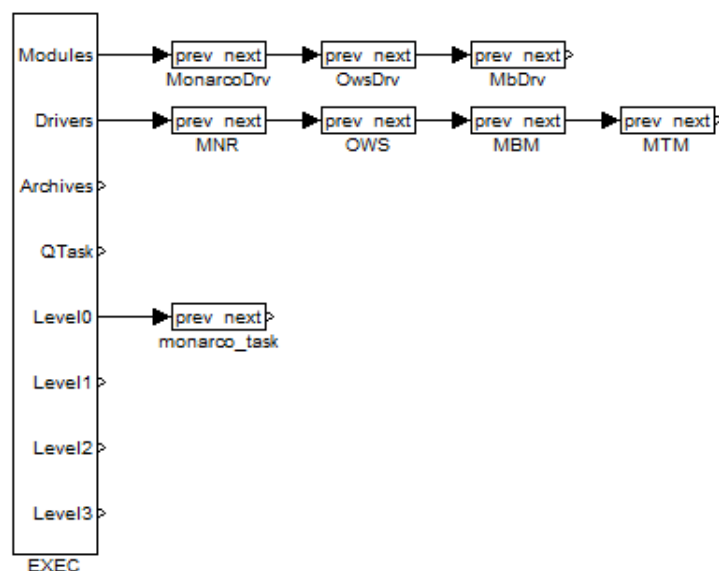 Modules prev next prev next prev next
MonarcoDrv OwsDrv MbDrv
Drivers prev next prev next prev next prev next
MNR OWS MBM MTM
Archives
QTask
Level0 prev next
monarco_task
Level1
Level2
Level3
EXEC